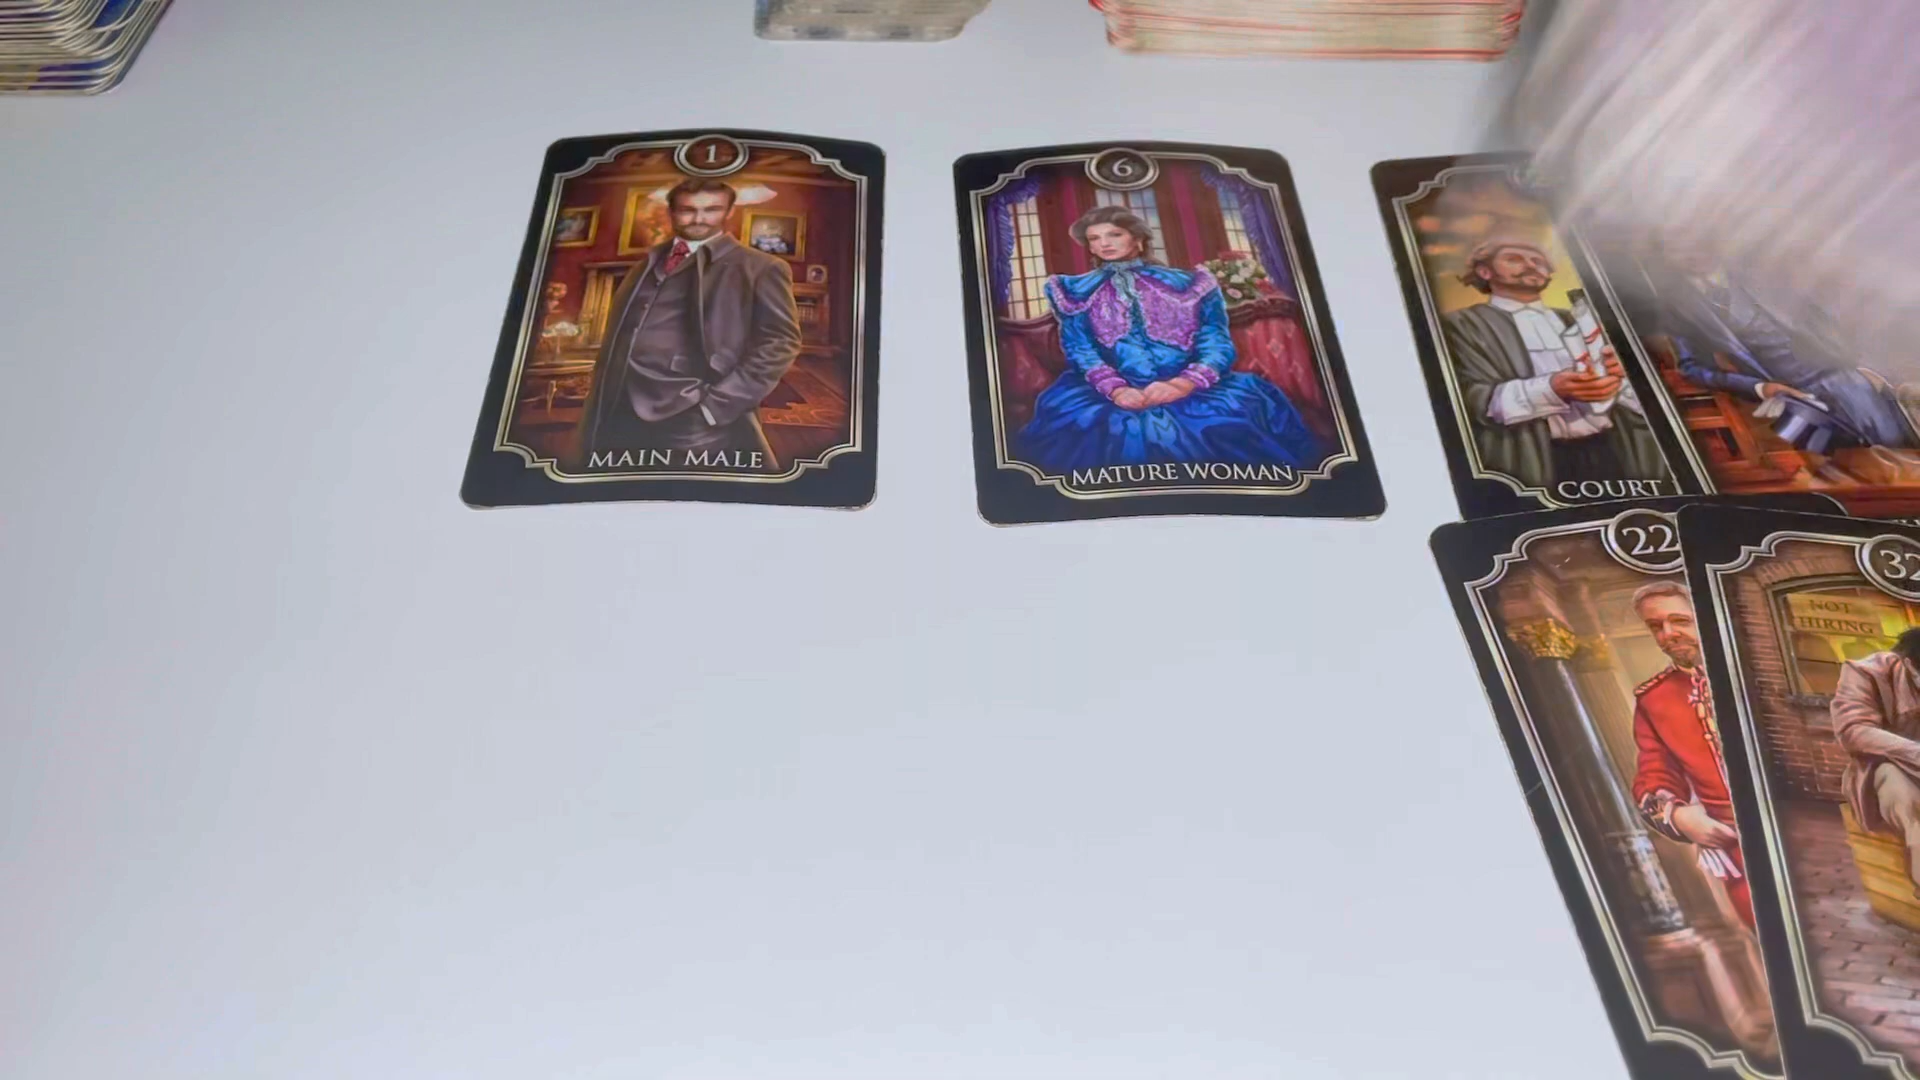 1
MAIN MALE
6
MATURE WOMAN
COURT
22
32
NOT
HIRING